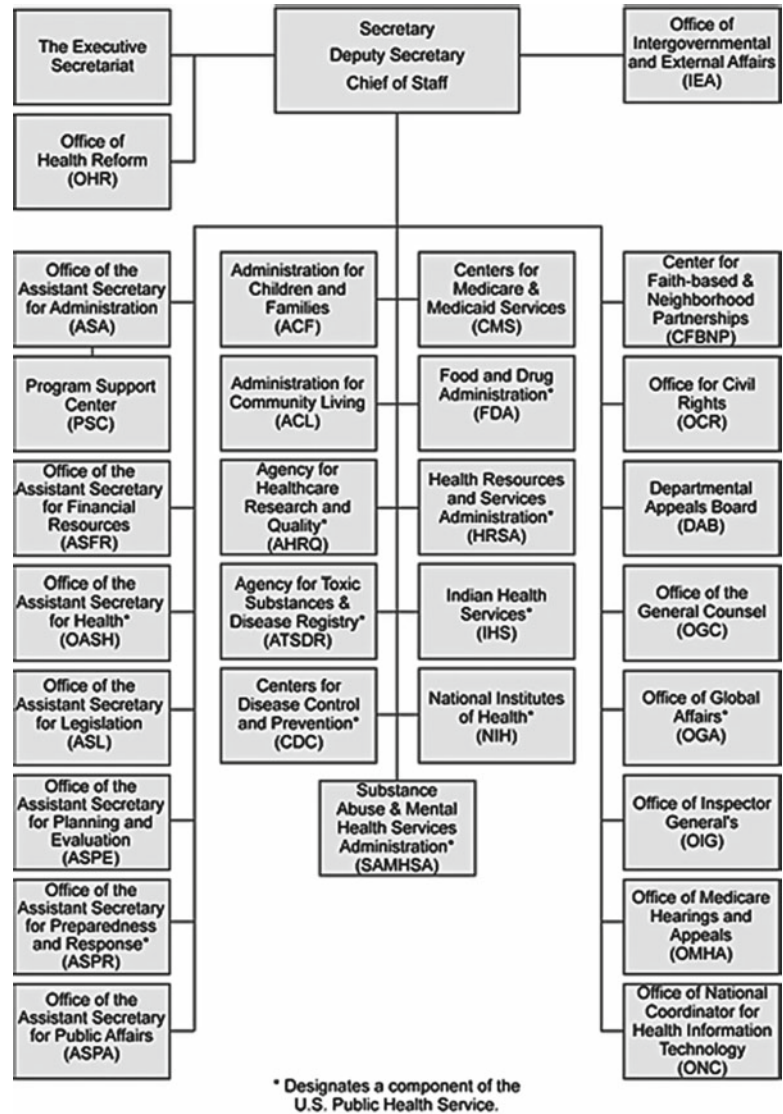 The Executive
Secretariat
Secretary
Deputy Secretary
Chief of Staff
Office of
Intergovernmental
and External Affairs
(IEA)
Office of
Health Reform
(OHR)
Office of the
Assistant Secretary
for Administration
(ASA)
Administration for
Children and
Families
(ACF)
Centers for
Medicare &
Medicaid Services
(CMS)
Center for
Faith-based &
Neighborhood
Partnerships
(CFBNP)
Program Support
Center
(PSC)
Administration for
Community Living
(ACL)
Food and Drug
Administration*
(FDA)
Office for Civil
Rights
(OCR)
Office of the
Assistant Secretary
for Financial
Resources
(ASFR)
Agency for
Healthcare
Research and
Quality*
(AHRQ)
Health Resources
and Services
Administration*
(HRSA)
Departmental
Appeals Board
(DAB)
Office of the
Assistant Secretary
for Health*
(OASH)
Agency for Toxic
Substances &
Disease Registry*
(ATSDR)
Indian Health
Services*
(IHS)
Office of the
General Counsel
(OGC)
Office of the
Assistant Secretary
for Legislation
(ASL)
Centers for
Disease Control
and Prevention*
(CDC)
National Institutes
of Health*
(NIH)
Office of Global
Affairs*
(OGA)
Office of the
Assistant Secretary
for Planning and
Evaluation
(ASPE)
Substance
Abuse & Mental
Health Services
Administration*
(SAMHSA)
Office of Inspector
General's
(OIG)
Office of the
Assistant Secretary
for Preparedness
and Response*
(ASPR)
Office of Medicare
Hearings and
Appeals
(OMHA)
Office of the
Assistant Secretary
for Public Affairs
(ASPA)
Office of National
Coordinator for
Health Information
Technology
(ONC)
* Designates a component of the
U.S. Public Health Service.